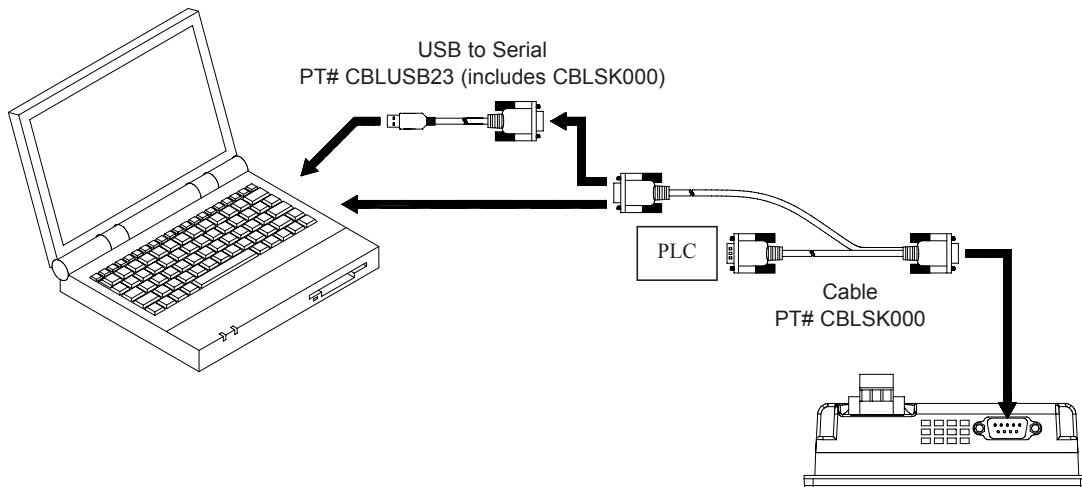 USB to Serial
PT# CBLUSB23 (includes CBLSK000)
PLC
Cable
PT# CBLSK000